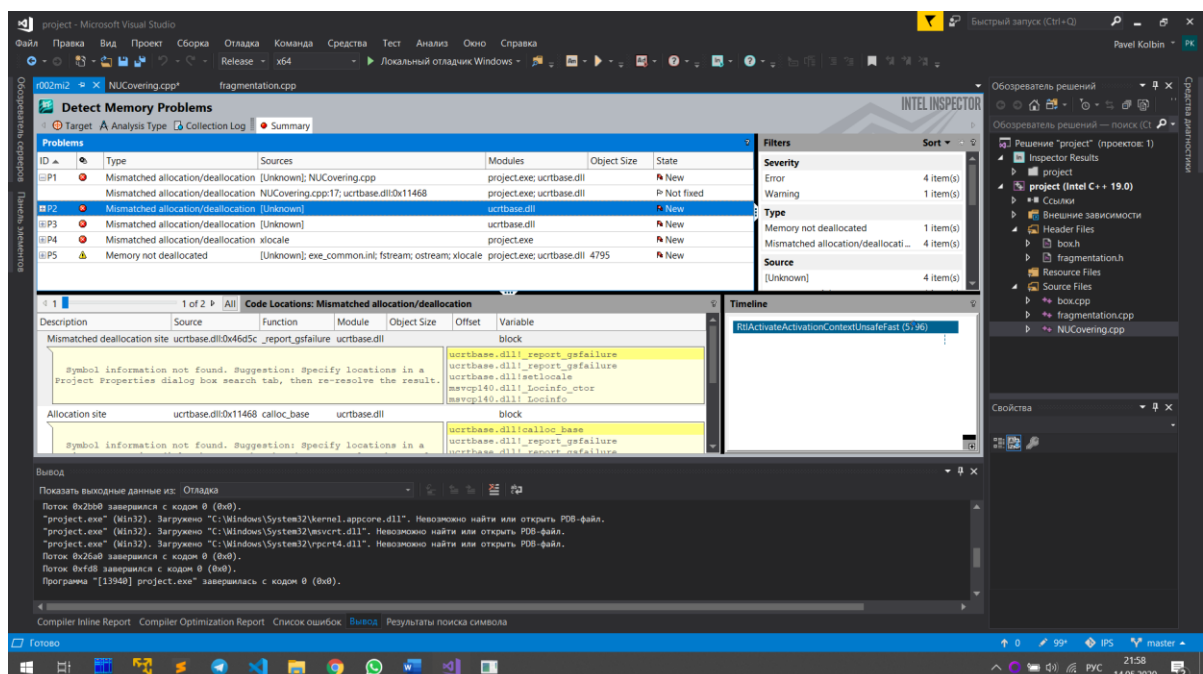 project - Microsoft Visual Studio
Быстрый запуск (Ctrl+Q)
Файл Правка Вид Проект Сборка Отладка Команда Средства Тест Анализ Окно Справка
Pavel Kolbin PK
Release x64 Локальный отладчик Windows
Обозреватель серверов
Панель элементов
r002mi2 NUCovering.cpp* fragmentation.cpp
Detect Memory Problems
INTEL INSPECTOR
Target Analysis Type Collection Log Summary
Problems
ID Type Sources Modules Object Size State
P1 Mismatched allocation/deallocation [Unknown]; NUCovering.cpp project.exe; ucrtbase.dll New
Mismatched allocation/deallocation NUCovering.cpp:17; ucrtbase.dll:0x11468 project.exe; ucrtbase.dll Not fixed
P2 Mismatched allocation/deallocation [Unknown] ucrtbase.dll New
P3 Mismatched allocation/deallocation [Unknown] ucrtbase.dll New
P4 Mismatched allocation/deallocation xlocale project.exe New
P5 Memory not deallocated [Unknown]; exe_common.inl; fstream; ostream; xlocale project.exe; ucrtbase.dll 4795 New
Filters Sort
Severity
Error 4 item(s)
Warning 1 item(s)
Type
Memory not deallocated 1 item(s)
Mismatched allocation/deallocati... 4 item(s)
Source
[Unknown] 4 item(s)
1 1 of 2 All Code Locations: Mismatched allocation/deallocation
Description Source Function Module Object Size Offset Variable
Mismatched deallocation site ucrtbase.dll:0x46d5c _report_gsfailure ucrtbase.dll block
Symbol information not found. Suggestion: Specify locations in a
Project Properties dialog box search tab, then re-resolve the result.
ucrtbase.dll!_report_gsfailure
ucrtbase.dll!_report_gsfailure
ucrtbase.dll!setlocale
msvcp140.dll!_Locinfo_ctor
msvcp140.dll!_Locinfo
Allocation site ucrtbase.dll:0x11468 calloc_base ucrtbase.dll block
Symbol information not found. Suggestion: Specify locations in a
ucrtbase.dll!calloc_base
ucrtbase.dll!_report_gsfailure
ucrtbase.dll!_report_gsfailure
Timeline
RtlActivateActivationContextUnsafeFast
Вывод
Показать выходные данные из: Отладка
Поток 0x2bb0 завершился с кодом 0 (0x0).
"project.exe" (Win32). Загружено "C:\Windows\System32\kernel.appcore.dll". Невозможно найти или открыть PDB-файл.
"project.exe" (Win32). Загружено "C:\Windows\System32\msvcrt.dll". Невозможно найти или открыть PDB-файл.
"project.exe" (Win32). Загружено "C:\Windows\System32\rpcrt4.dll". Невозможно найти или открыть PDB-файл.
Поток 0x26a0 завершился с кодом 0 (0x0).
Поток 0xfd8 завершился с кодом 0 (0x0).
Программа "[13940] project.exe" завершилась с кодом 0 (0x0).
Compiler Inline Report Compiler Optimization Report Список ошибок Вывод Результаты поиска символа
Обозреватель решений
Обозреватель решений — поиск (Ct
Решение "project" (проектов: 1)
Inspector Results
project
project (Intel C++ 19.0)
Ссылки
Внешние зависимости
Header Files
box.h
fragmentation.h
Resource Files
Source Files
box.cpp
fragmentation.cpp
NUCovering.cpp
Свойства
Средства диагностики
Готово
0 99+ IPS master
РУС 21:58
14.05.2020